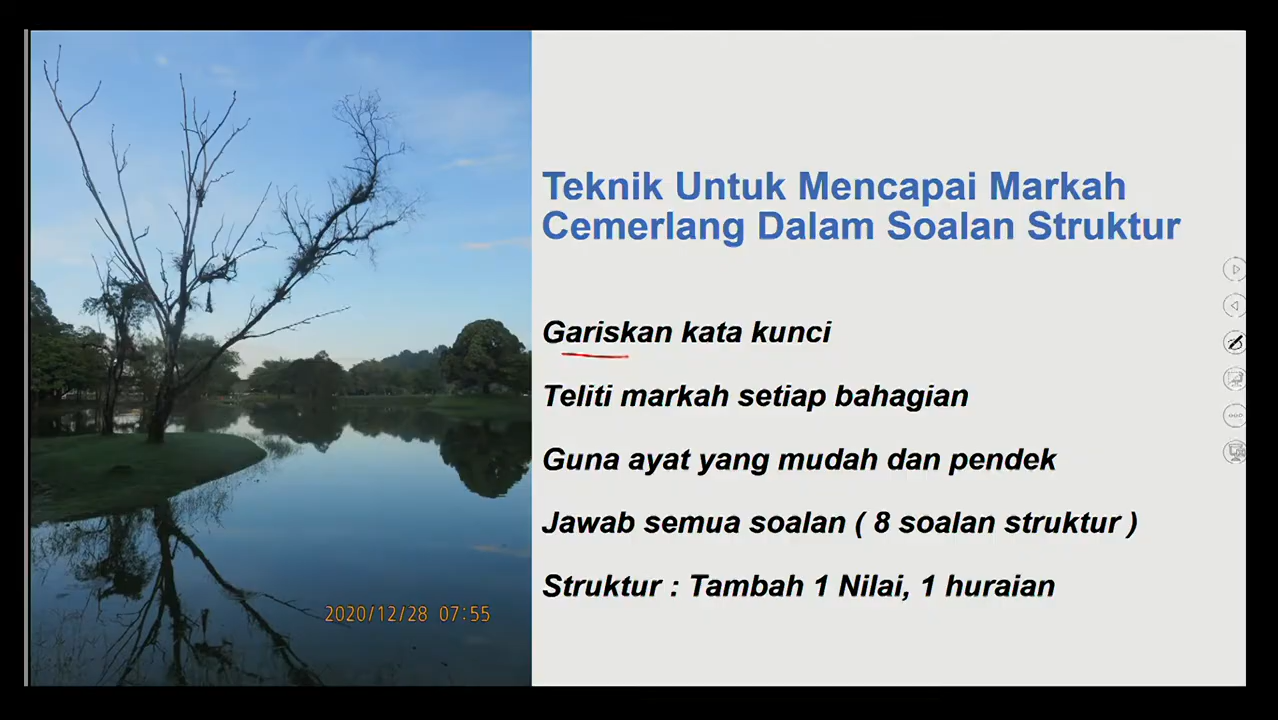 Teknik Untuk Mencapai Markah
Cemerlang Dalam Soalan Struktur
Gariskan kata kunci
Teliti markah setiap bahagian
Guna ayat yang mudah dan pendek
Jawab semua soalan ( 8 soalan struktur )
Struktur : Tambah 1 Nilai, 1 huraian
2020/12/28 07:55